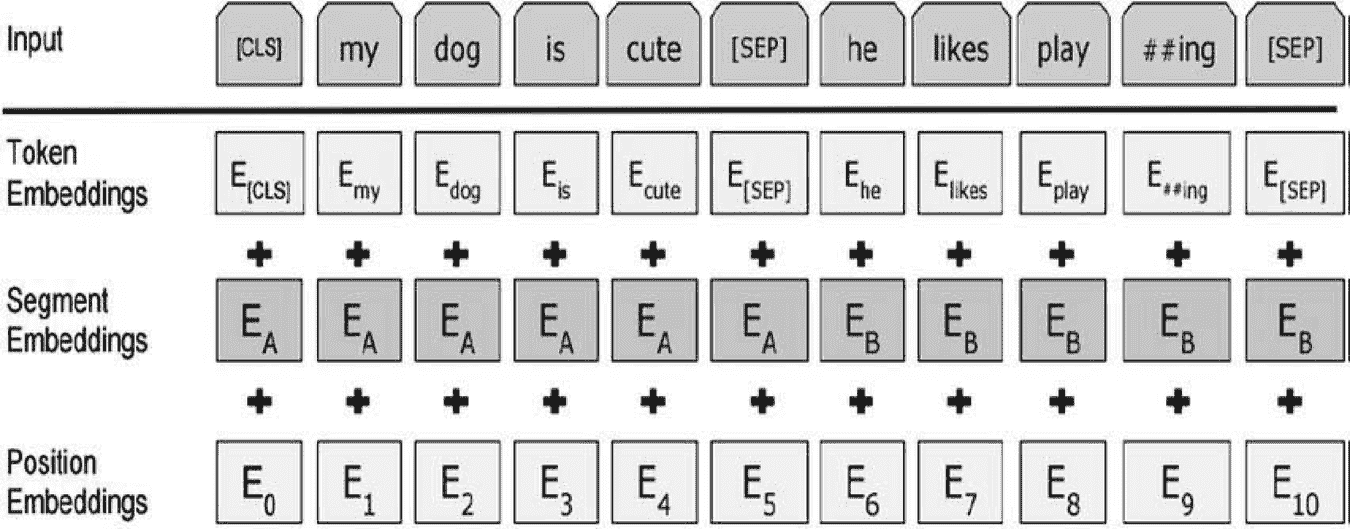 Input [CLS] my dog is cute [SEP] he likes play ##ing [SEP]
Token Embeddings E[CLS] Emy Edog Eis Ecute E[SEP] Ehe Elikes Eplay E##ing E[SEP]
+ + + + + + + + + + +
Segment Embeddings EA EA EA EA EA EA EB EB EB EB EB
+ + + + + + + + + + +
Position Embeddings E0 E1 E2 E3 E4 E5 E6 E7 E8 E9 E10